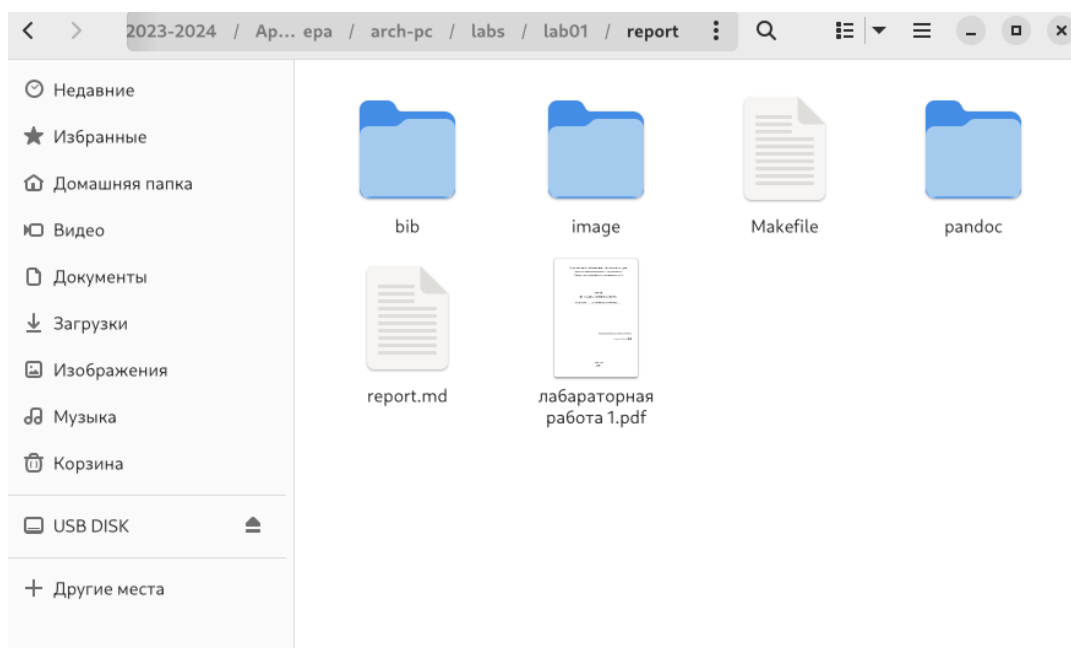 2023-2024 / Ap... epa / arch-pc / labs / lab01 / report
Недавние
Избранные
Домашняя папка
Видео
Документы
Загрузки
Изображения
Музыка
Корзина
USB DISK
Другие места
bib
image
Makefile
pandoc
report.md
лабараторная
работа 1.pdf